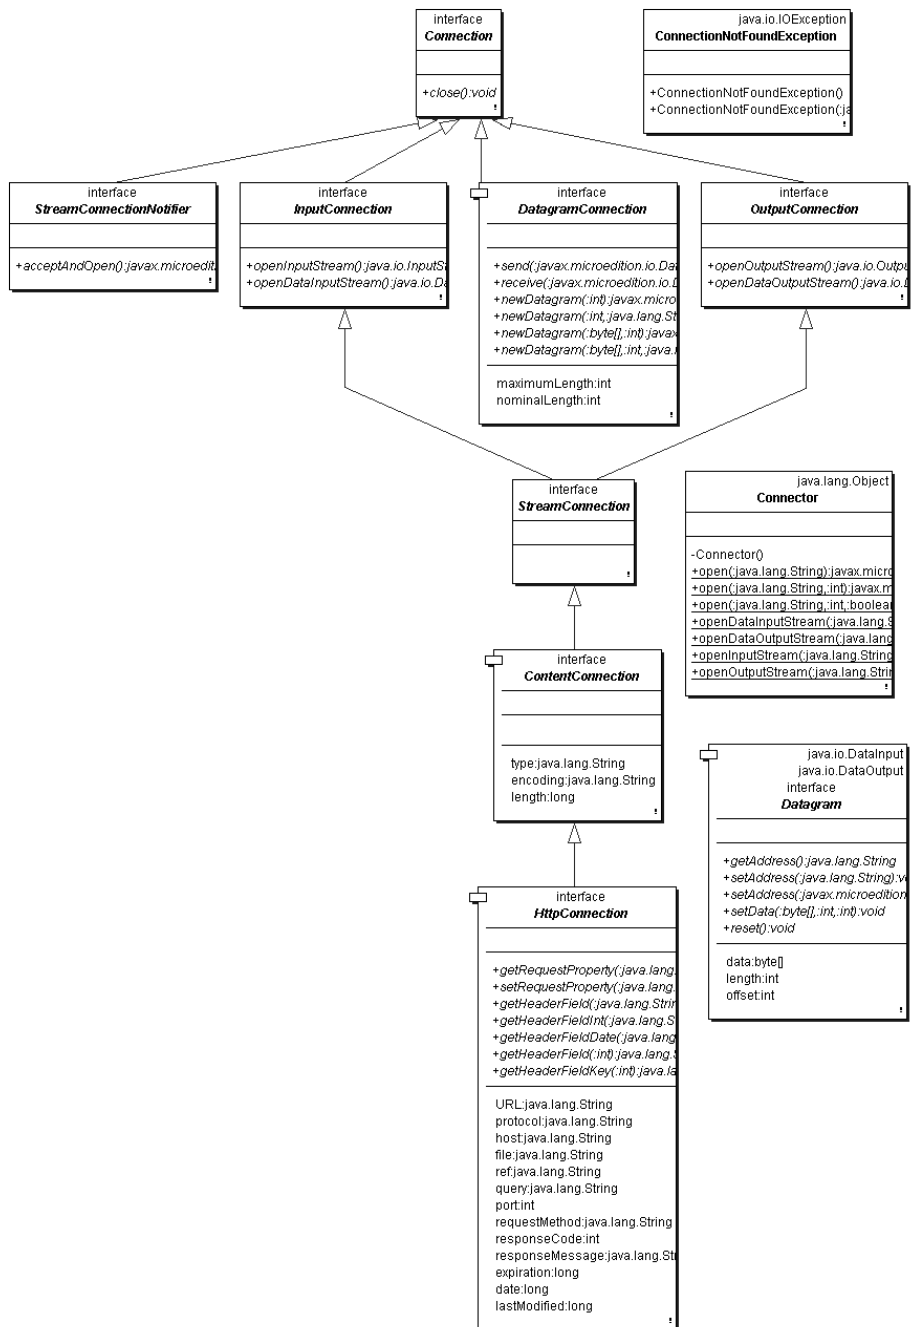 interface
Connection
+close():void
java.io.IOException
ConnectionNotFoundException
+ConnectionNotFoundException()
+ConnectionNotFoundException(:ja
interface
StreamConnectionNotifier
+acceptAndOpen():javax.microedit
interface
InputConnection
+openInputStream():java.io.InputSt
+openDataInputStream():java.io.Da
interface
DatagramConnection
+send(:javax.microedition.io.Dat
+receive(:javax.microedition.io.D
+newDatagram(:int):javax.micro
+newDatagram(:int,:java.lang.St
+newDatagram(:byte[],:int):javax
+newDatagram(:byte[],:int,:java.l
maximumLength:int
nominalLength:int
interface
OutputConnection
+openOutputStream():java.io.Outpu
+openDataOutputStream():java.io.D
interface
StreamConnection
java.lang.Object
Connector
-Connector()
+open(:java.lang.String):javax.micro
+open(:java.lang.String,:int):javax.m
+open(:java.lang.String,:int,:boolean
+openDataInputStream(:java.lang.S
+openDataOutputStream(:java.lang
+openInputStream(:java.lang.String
+openOutputStream(:java.lang.Strin
interface
ContentConnection
type:java.lang.String
encoding:java.lang.String
length:long
java.io.DataInput
java.io.DataOutput
interface
Datagram
+getAddress():java.lang.String
+setAddress(:java.lang.String):v
+setAddress(:javax.microedition
+setData(:byte[],:int,:int):void
+reset():void
data:byte[]
length:int
offset:int
interface
HttpConnection
+getRequestProperty(:java.lang.
+setRequestProperty(:java.lang.
+getHeaderField(:java.lang.Strin
+getHeaderFieldInt(:java.lang.S
+getHeaderFieldDate(:java.lang
+getHeaderField(:int):java.lang.S
+getHeaderFieldKey(:int):java.la
URL:java.lang.String
protocol:java.lang.String
host:java.lang.String
file:java.lang.String
ref:java.lang.String
query:java.lang.String
port:int
requestMethod:java.lang.String
responseCode:int
responseMessage:java.lang.Stri
expiration:long
date:long
lastModified:long